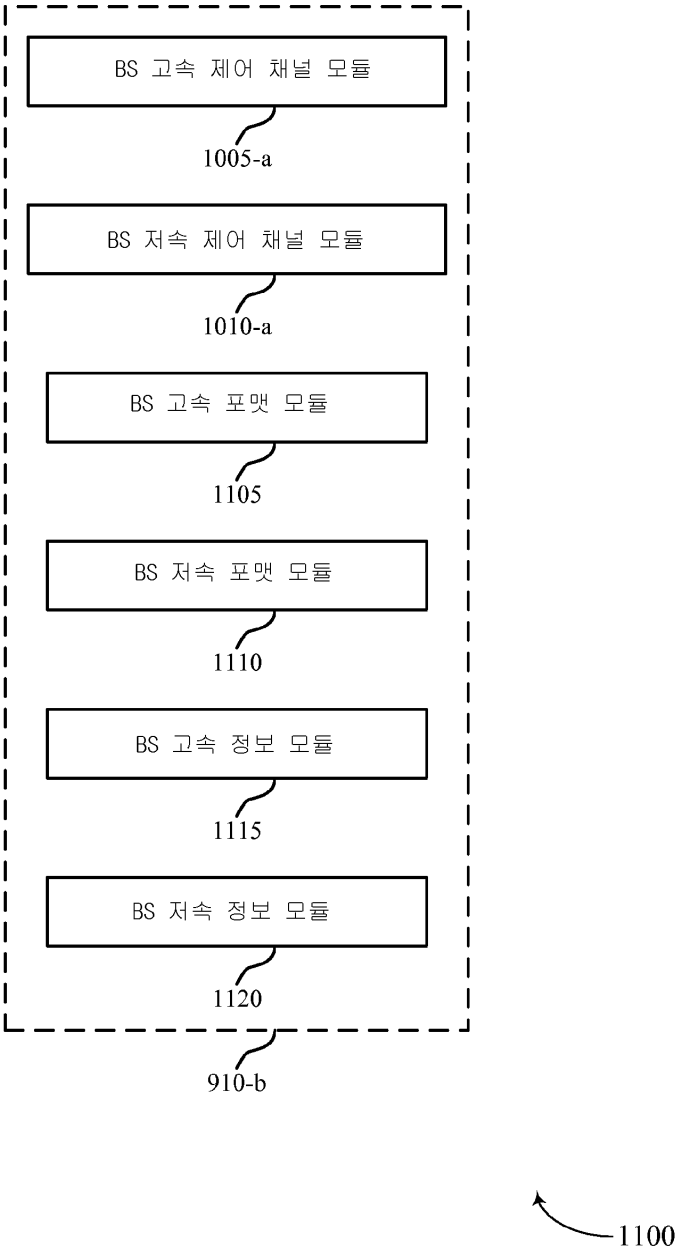 BS 고속 제어 채널 모듈
1005-a
BS 저속 제어 채널 모듈
1010-a
BS 고속 포맷 모듈
1105
BS 저속 포맷 모듈
1110
BS 고속 정보 모듈
1115
BS 저속 정보 모듈
1120
910-b
1100